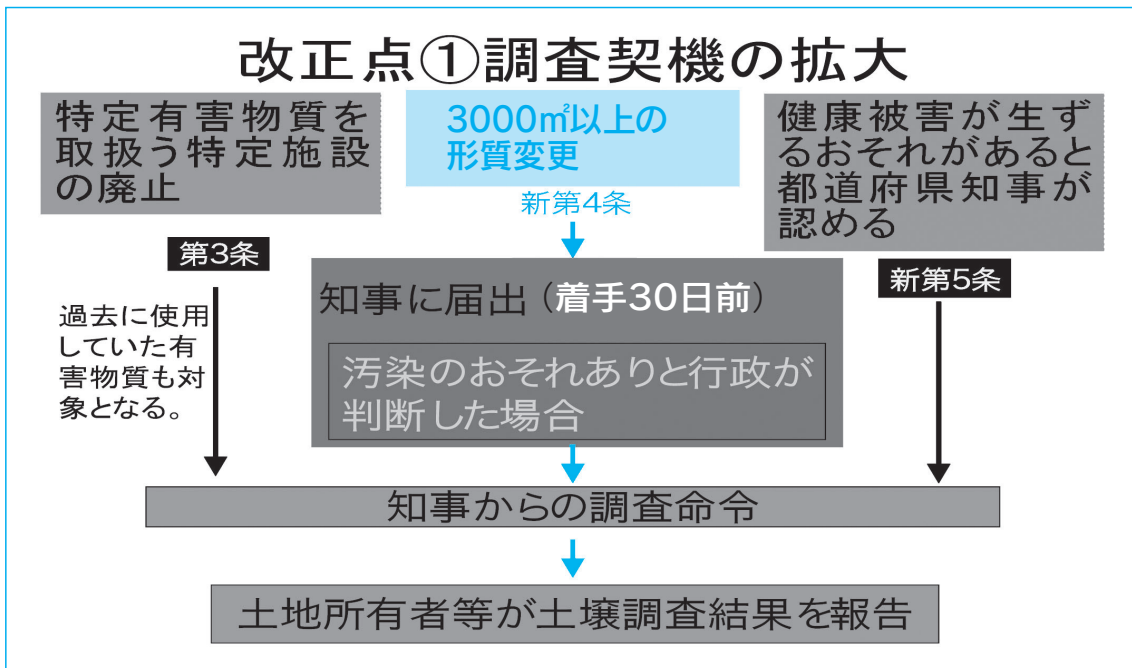 改正点①調査契機の拡大
特定有害物質を
取扱う特定施設
の廃止
第3条
過去に使用
していた有
害物質も対
象となる。
3000㎡以上の
形質変更
新第4条
知事に届出（着手30日前）
汚染のおそれありと行政が
判断した場合
健康被害が生ず
るおそれがあると
都道府県知事が
認める
新第5条
知事からの調査命令
土地所有者等が土壌調査結果を報告